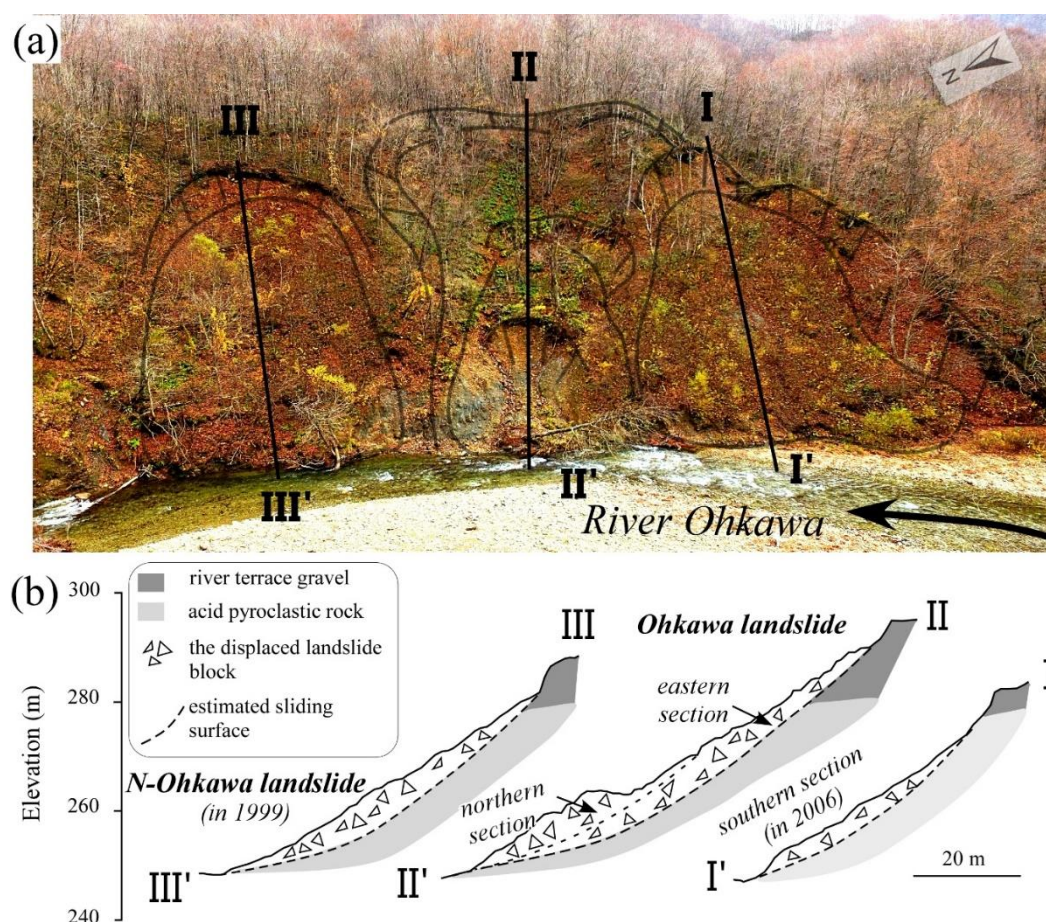 (a)
N
III
II
I
III'
II'
I'
River Ohkawa
(b)
300
280
260
240
Elevation (m)
river terrace gravel
acid pyroclastic rock
the displaced landslide
block
estimated sliding
surface
III
Ohkawa landslide
II
eastern
section
N-Ohkawa landslide
(in 1999)
northern
section
southern section
(in 2006)
20 m
III'
II'
I'